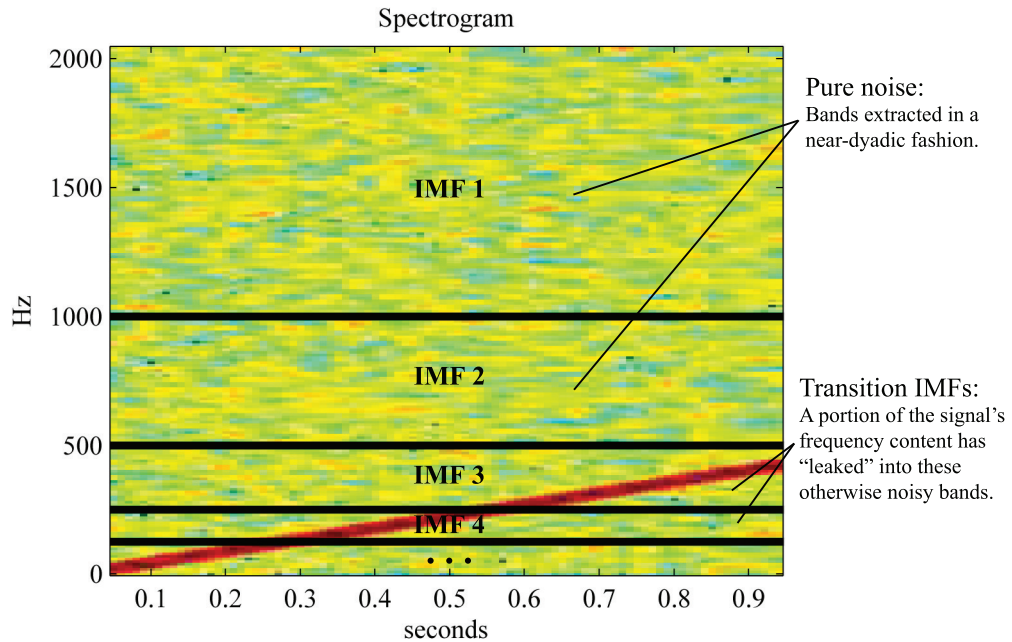 Spectrogram
2000
1500
1000
500
0
Hz
IMF 1
IMF 2
IMF 3
IMF 4
• • •
0.1 0.2 0.3 0.4 0.5 0.6 0.7 0.8 0.9
seconds
Pure noise:
Bands extracted in a
near-dyadic fashion.
Transition IMFs:
A portion of the signal’s
frequency content has
“leaked” into these
otherwise noisy bands.